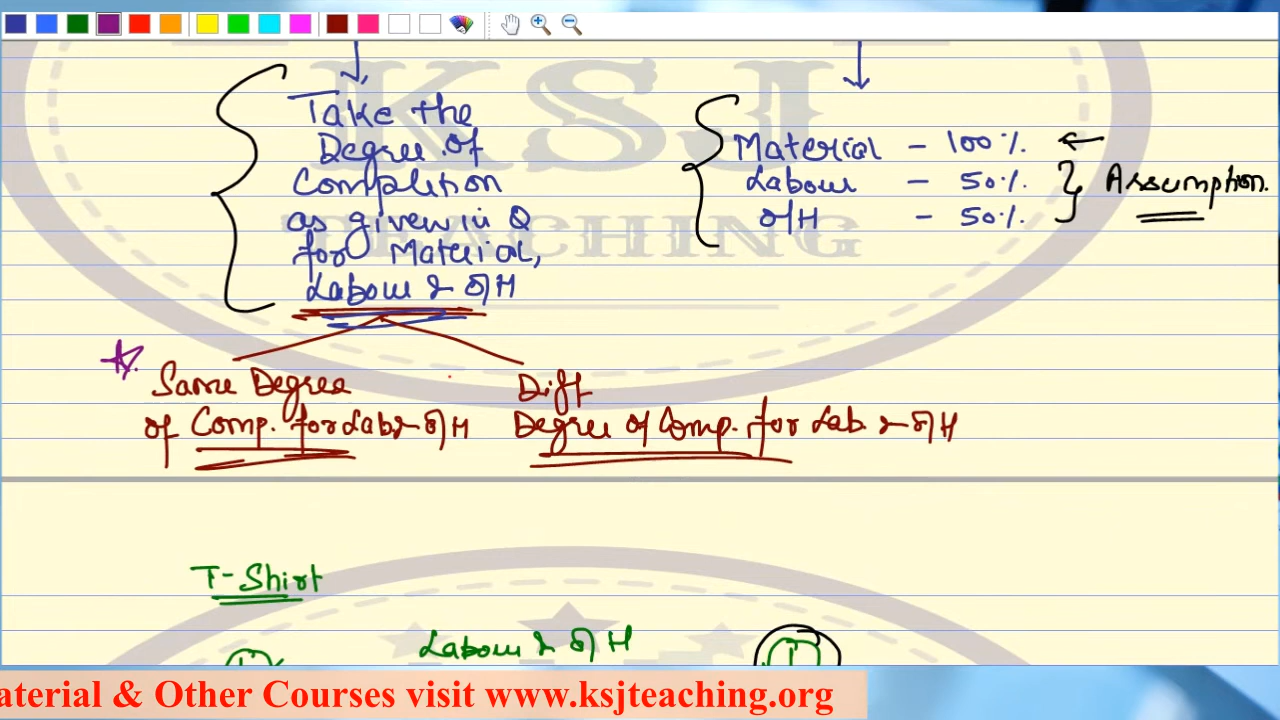 KSJ
TEACHING
Take the
Degree of
Completion
as given in Q
for Material,
Labour & O/H
Material - 100%
Labour - 50%
O/H - 50%
Assumption.
Same Degree
of Comp. for Lab & O/H
Diff
Degree of Comp. for Lab. & O/H
T-Shirt
Labour & O/H
aterial & Other Courses visit www.ksjteaching.org